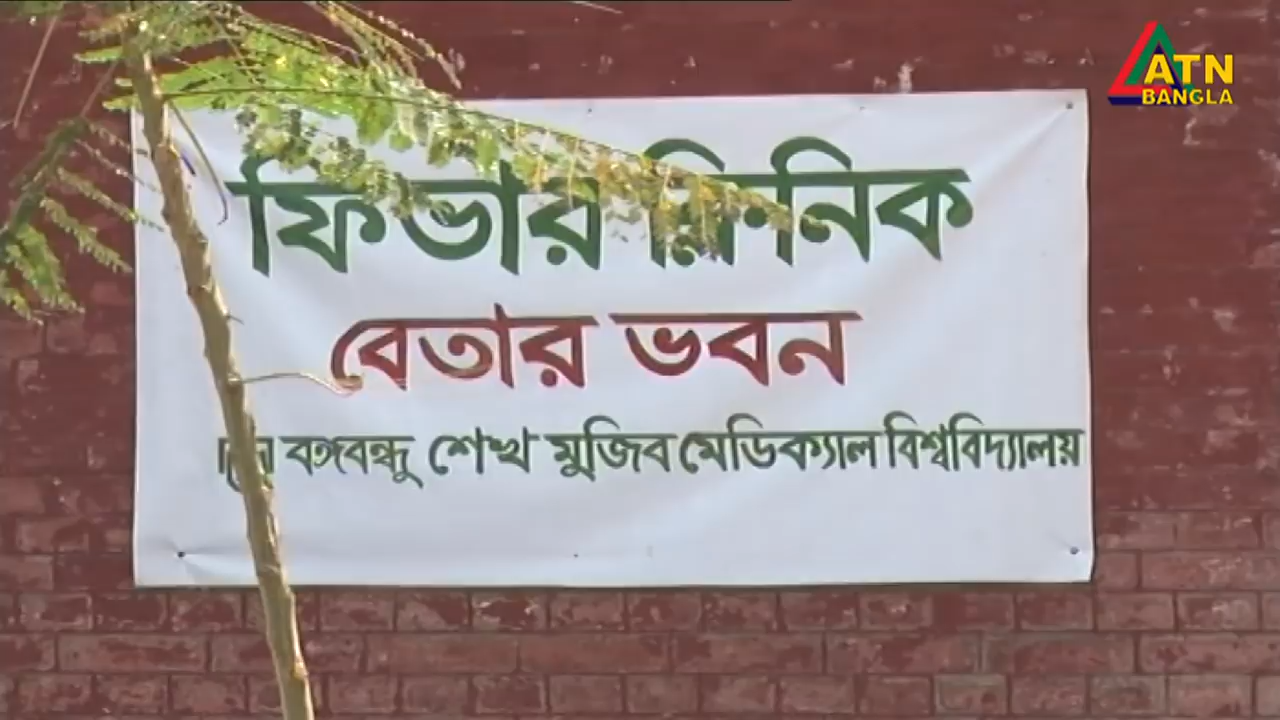 ATN
BANGLA
ফিভার ক্লিনিক
বেতার ভবন
বঙ্গবন্ধু শেখ মুজিব মেডিক্যাল বিশ্ববিদ্যালয়